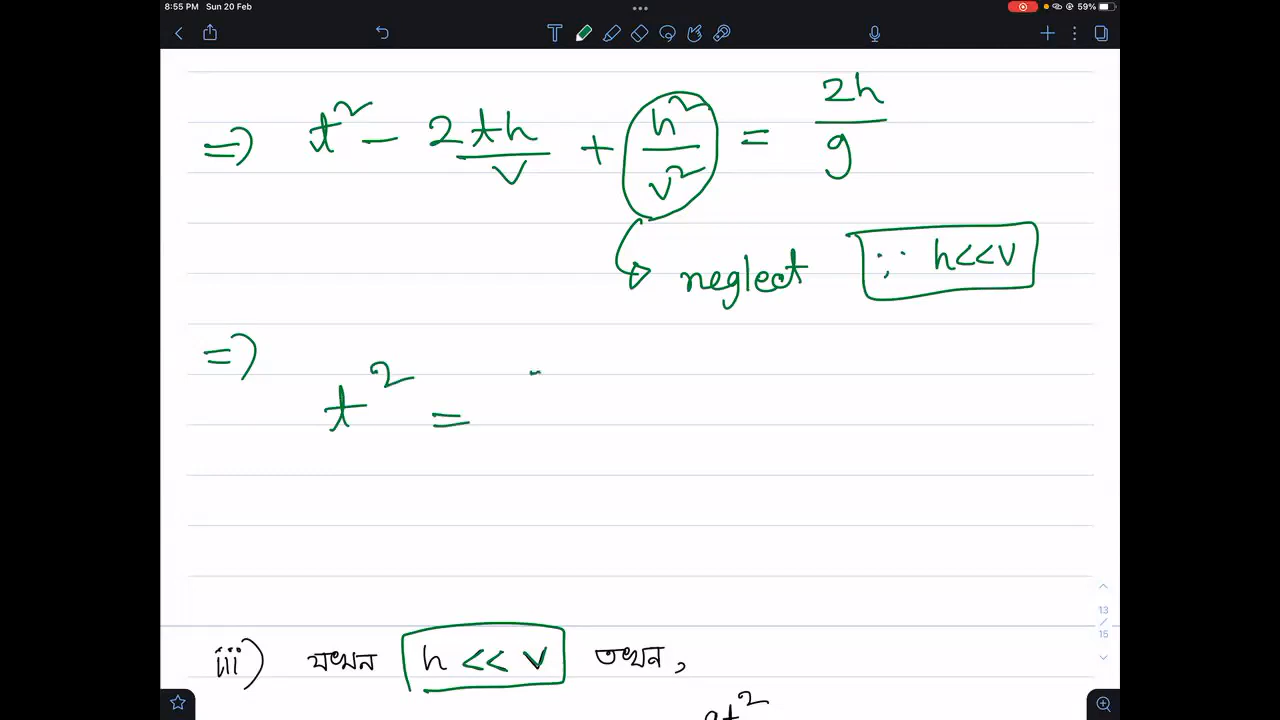 8:55 PM Sun 20 Feb
59%
=> t² - 2th/v + h²/v² = 2h/g
neglect ∵ h<<v
=> t² =
13
/
15
iii) যখন h << v তখন,